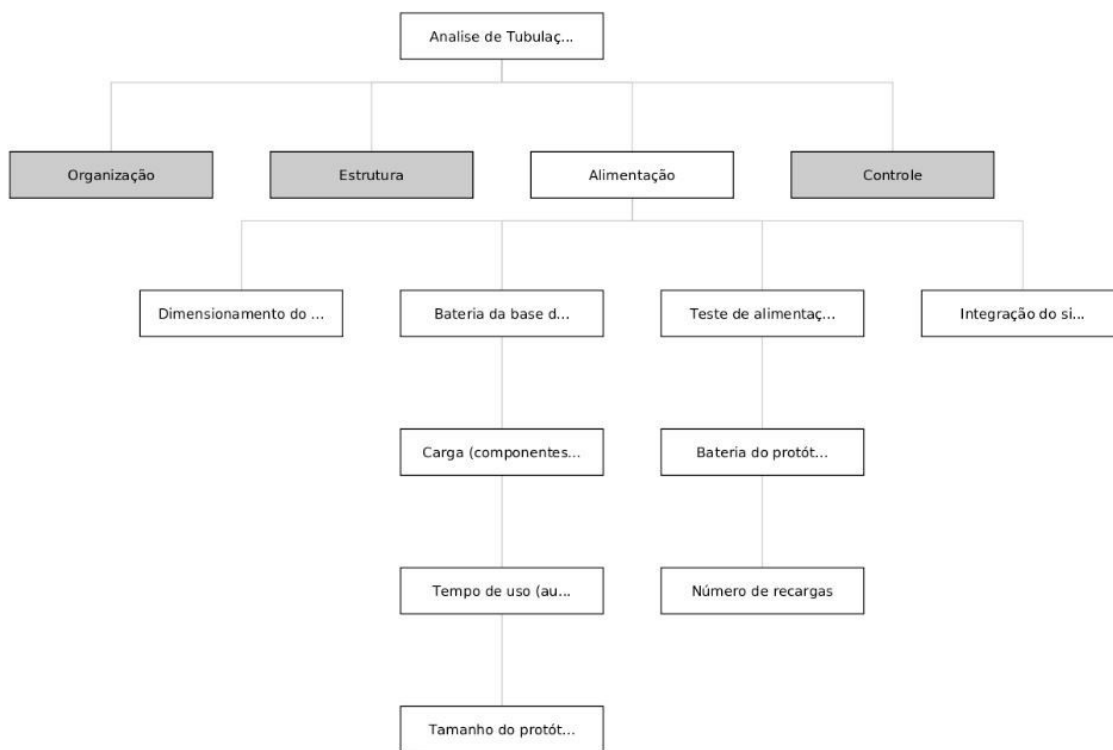 Analise de Tubulaç...
Organização
Estrutura
Alimentação
Controle
Dimensionamento do ...
Bateria da base d...
Teste de alimentaç...
Integração do si...
Carga (componentes...
Bateria do protót...
Tempo de uso (au...
Número de recargas
Tamanho do protót...